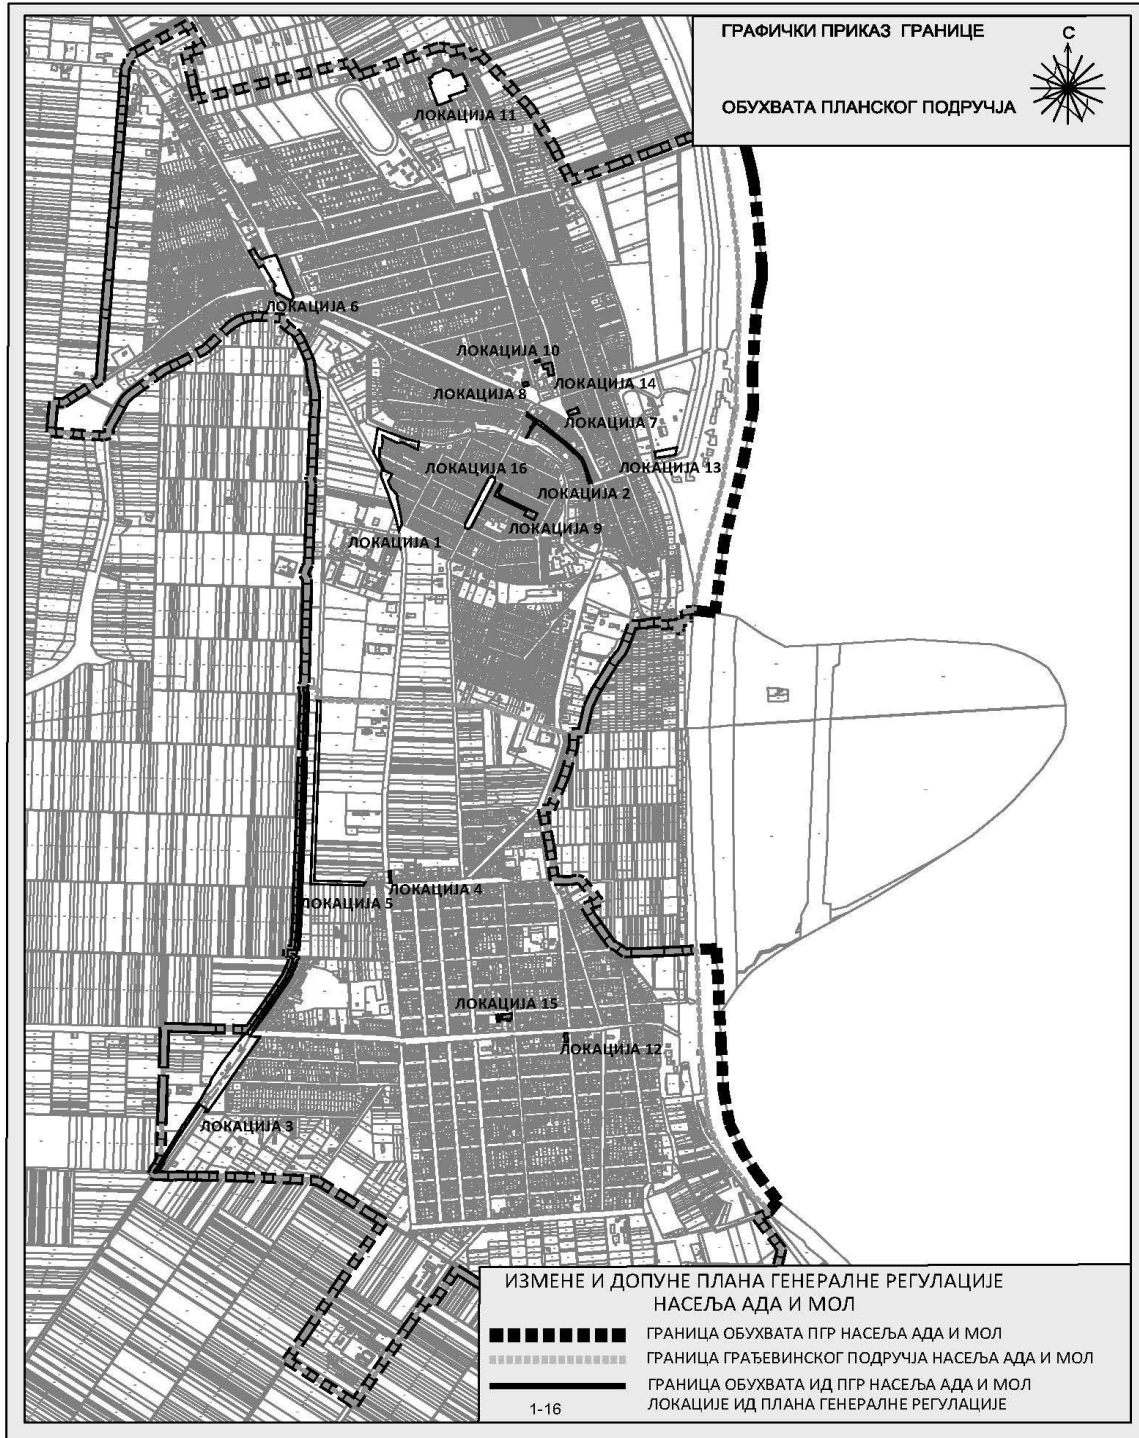 ГРАФИЧКИ ПРИКАЗ ГРАНИЦЕ
ОБУХВАТА ПЛАНСКОГ ПОДРУЧЈА
С
ЛОКАЦИЈА 11
ЛОКАЦИЈА 6
ЛОКАЦИЈА 10
ЛОКАЦИЈА 14
ЛОКАЦИЈА 8
ЛОКАЦИЈА 7
ЛОКАЦИЈА 16
ЛОКАЦИЈА 13
ЛОКАЦИЈА 2
ЛОКАЦИЈА 9
ЛОКАЦИЈА 1
ЛОКАЦИЈА 4
ЛОКАЦИЈА 5
ЛОКАЦИЈА 15
ЛОКАЦИЈА 12
ЛОКАЦИЈА 3
ИЗМЕНЕ И ДОПУНЕ ПЛАНА ГЕНЕРАЛНЕ РЕГУЛАЦИЈЕ
НАСЕЉА АДА И МОЛ
ГРАНИЦА ОБУХВАТА ПГР НАСЕЉА АДА И МОЛ
ГРАНИЦА ГРАЂЕВИНСКОГ ПОДРУЧЈА НАСЕЉА АДА И МОЛ
ГРАНИЦА ОБУХВАТА ИД ПГР НАСЕЉА АДА И МОЛ
1-16 ЛОКАЦИЈЕ ИД ПЛАНА ГЕНЕРАЛНЕ РЕГУЛАЦИЈЕ